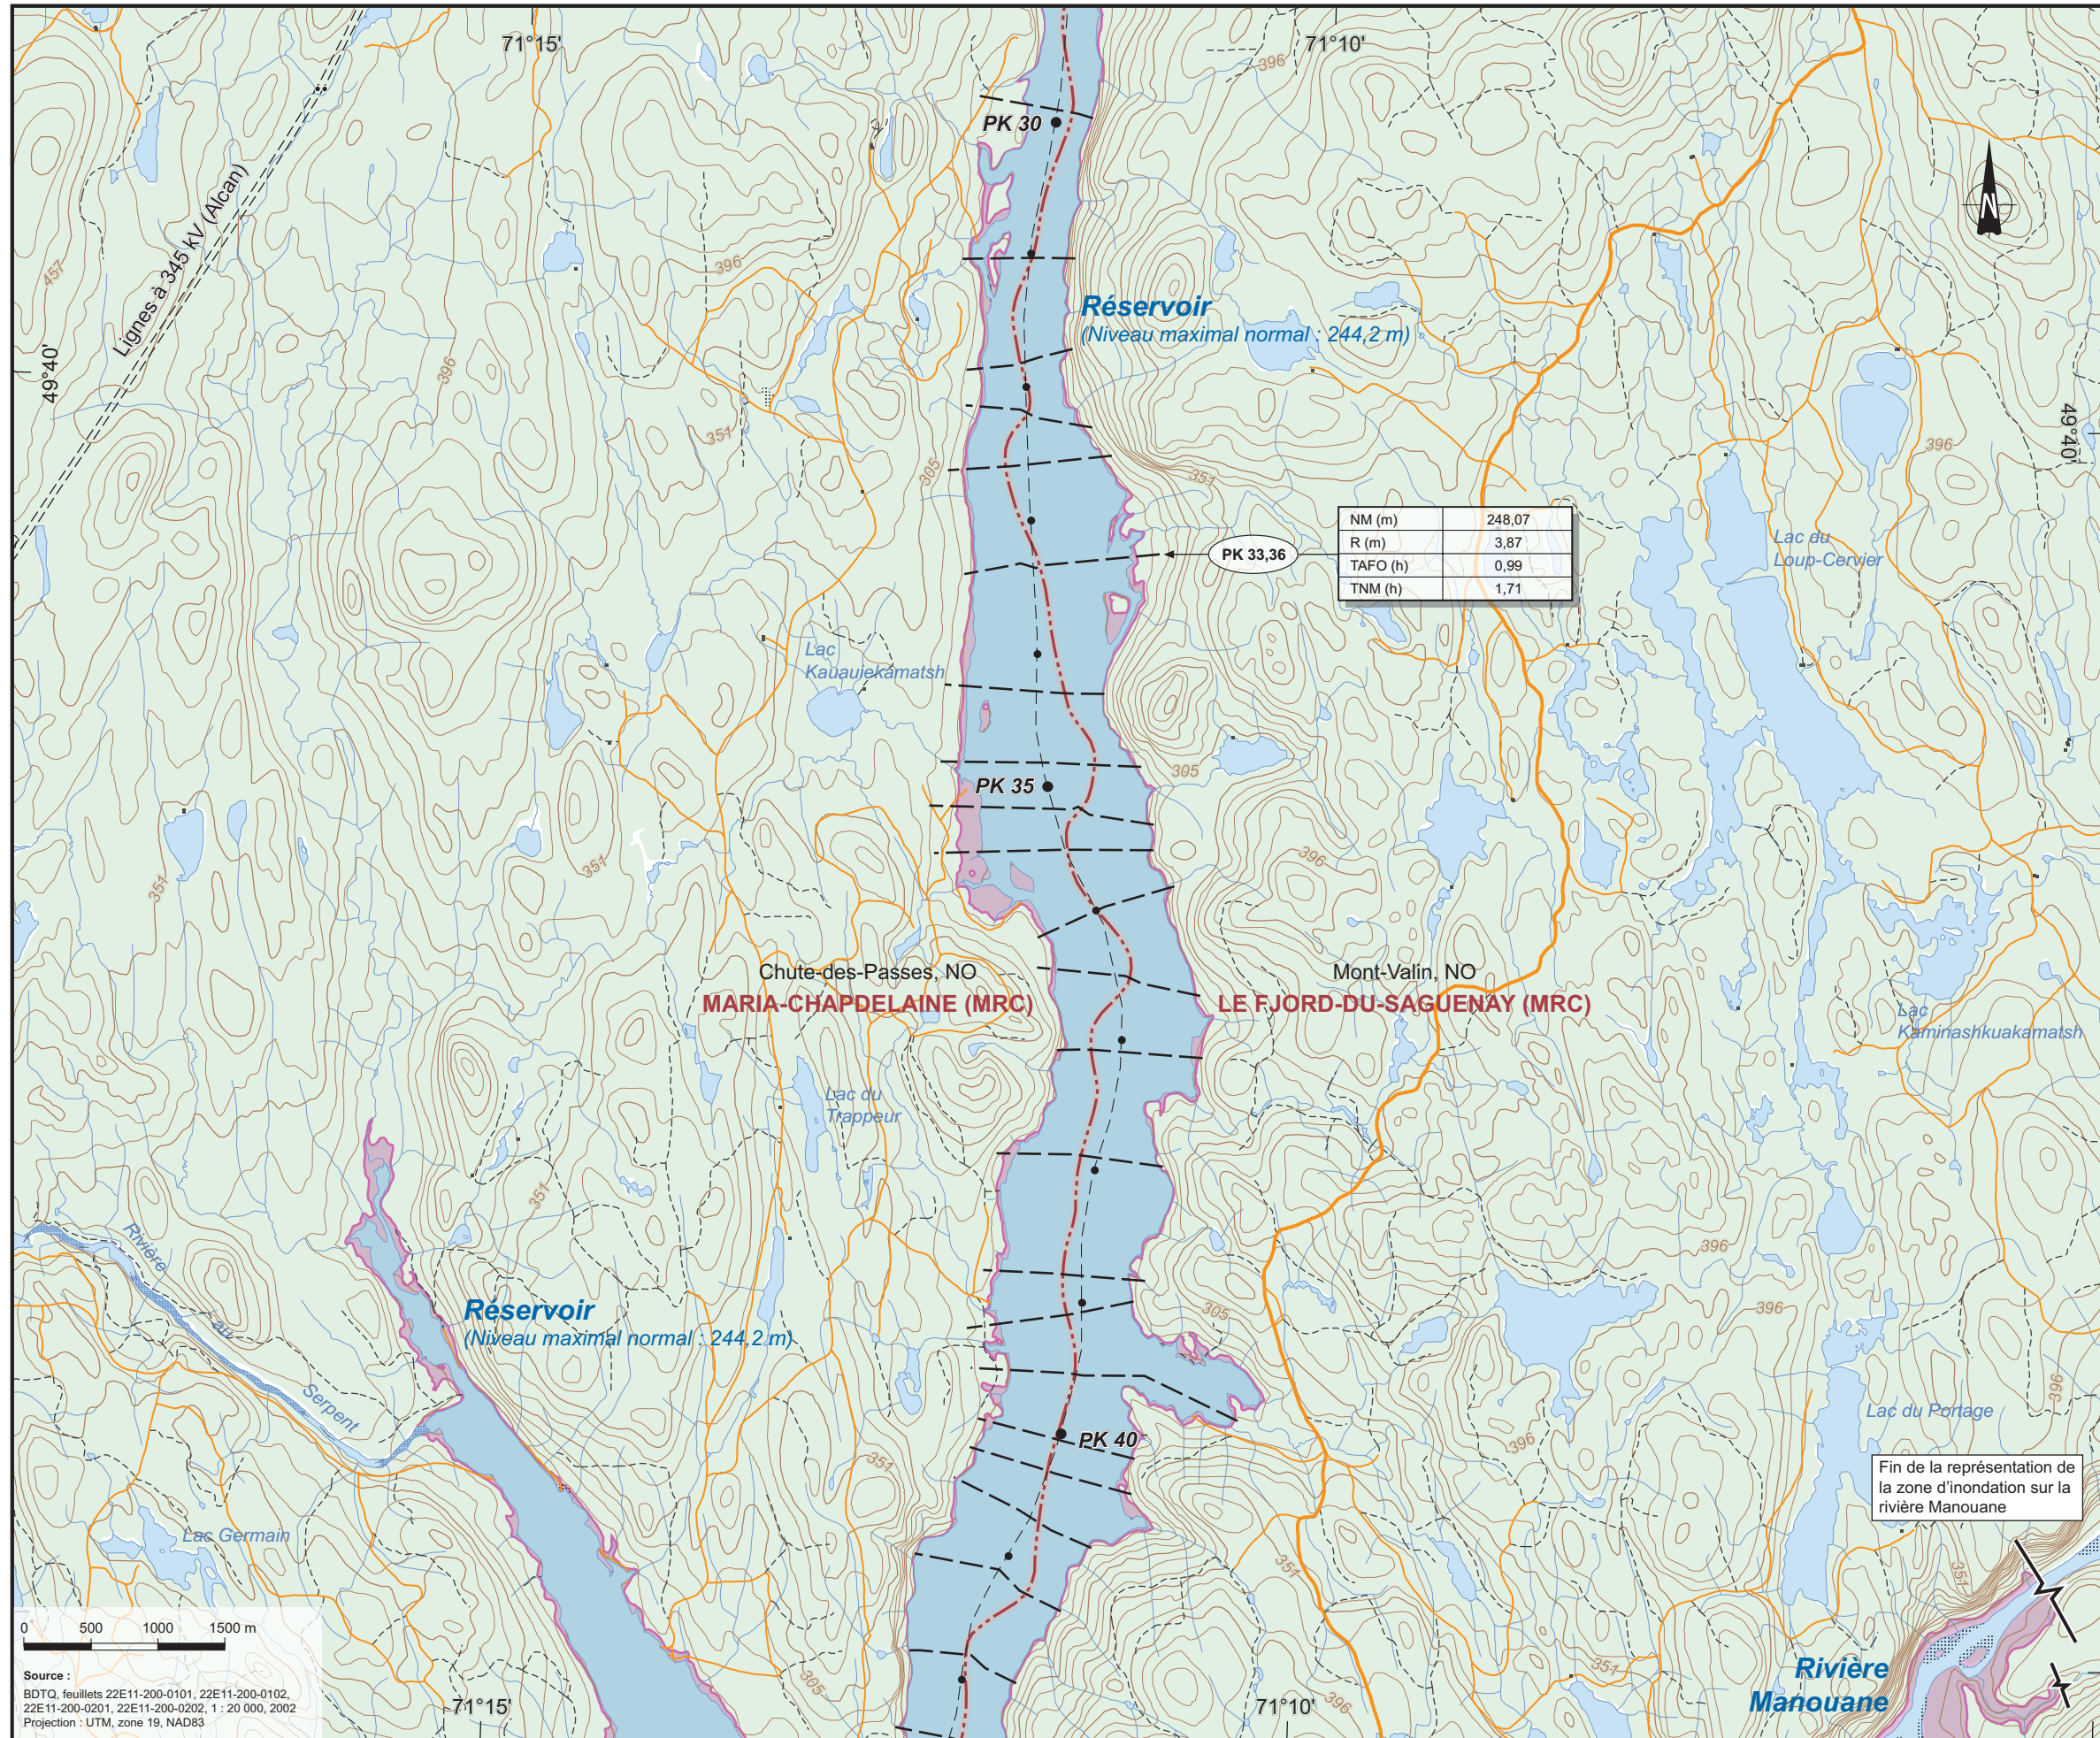 71°15'
71°10'
396
PK 30
N
Lignes à 345 kV (Alcan)
457
396
Réservoir
(Niveau maximal normal : 244,2 m)
49°40'
396
49°40'
351
396
305
351
NM (m) 248,07
R (m) 3,87
TAFO (h) 0,99
TNM (h) 1,71
PK 33,36
Lac du
Loup-Cervier
Lac
Kauauiekamatsh
305
PK 35
351
351
396
Chute-des-Passes, NO
MARIA-CHAPDELAINE (MRC)
Mont-Valin, NO
LE FJORD-DU-SAGUENAY (MRC)
Lac
Kaminashkuakamatsh
Lac du
Trappeur
351
Rivière
au
Serpent
396
396
305
Réservoir
(Niveau maximal normal : 244,2 m)
396
Lac du Portage
PK 40
396
351
Fin de la représentation de
la zone d'inondation sur la
rivière Manouane
Lac Germain
351
351
0 500 1000 1500 m
Source :
BDTQ, feuillets 22E11-200-0101, 22E11-200-0102,
22E11-200-0201, 22E11-200-0202, 1 : 20 000, 2002
Projection : UTM, zone 19, NAD83
305
351
Rivière
Manouane
71°15'
71°10'
396